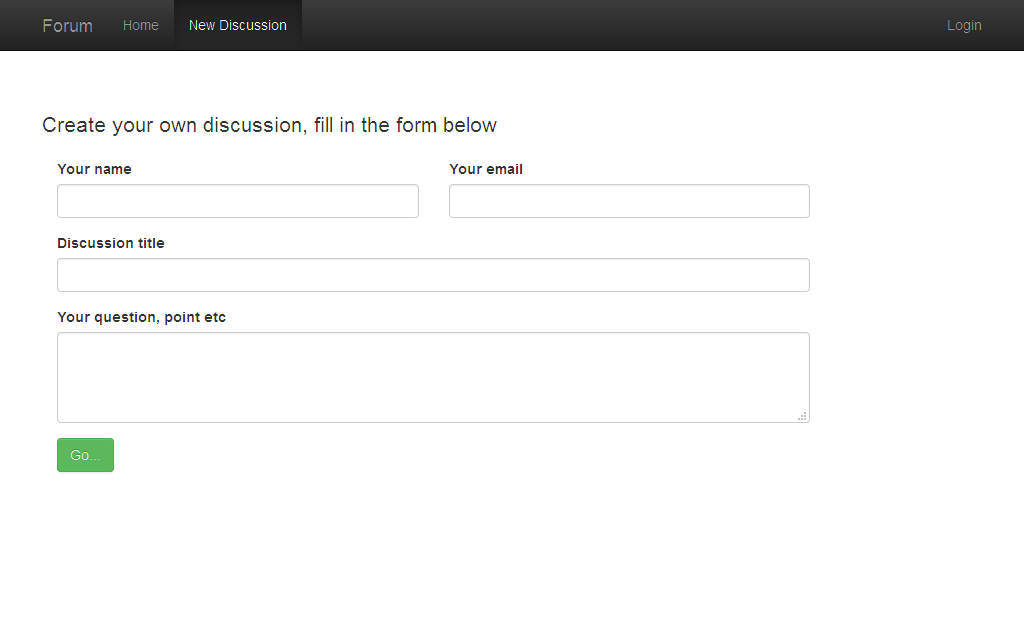 Forum Home New Discussion Login
Create your own discussion, fill in the form below
Your name Your email
Discussion title
Your question, point etc
Go...